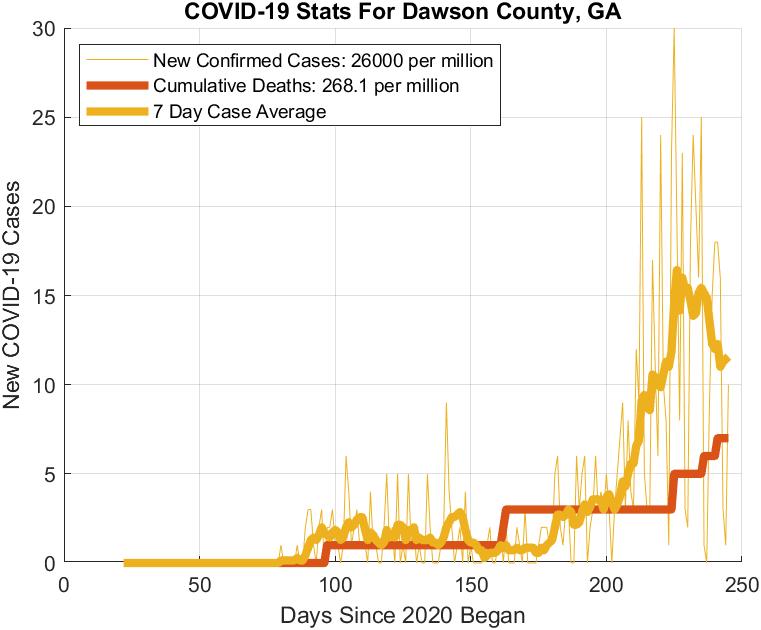 COVID-19 Stats For Dawson County, GA
New Confirmed Cases: 26000 per million
Cumulative Deaths: 268.1 per million
7 Day Case Average
New COVID-19 Cases
30
25
20
15
10
5
0
0 50 100 150 200 250
Days Since 2020 Began